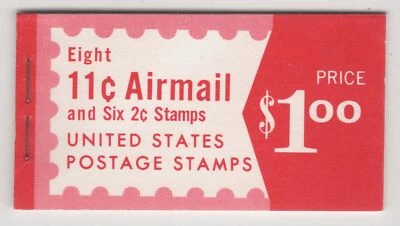 Eight
11¢ Airmail
and Six 2¢ Stamps
UNITED STATES
POSTAGE STAMPS
PRICE
$1.00